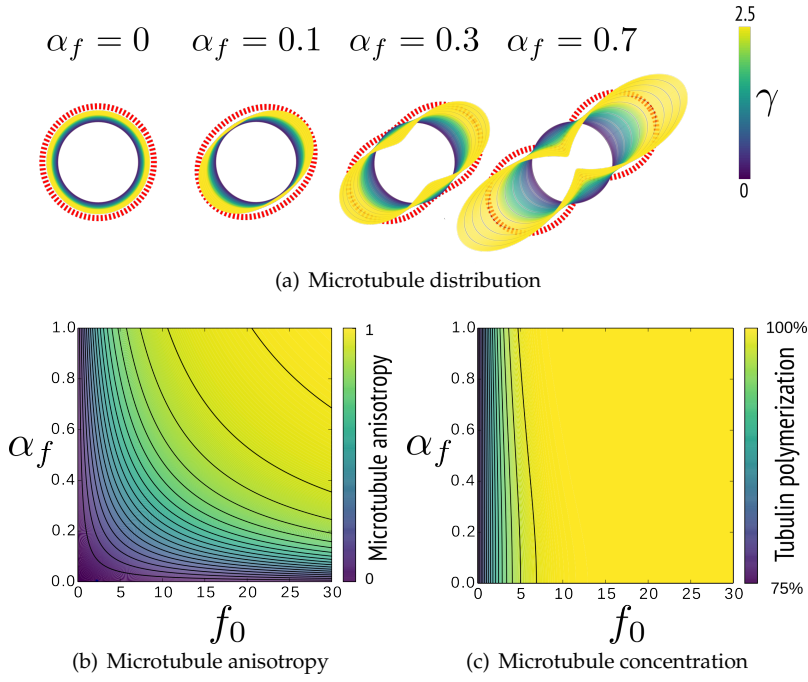 α_f = 0 α_f = 0.1 α_f = 0.3 α_f = 0.7
2.5
γ
0
(a) Microtubule distribution
1.0
0.8
0.6
0.4
0.2
0.0
α_f
0 5 10 15 20 25 30
f_0
1
Microtubule anisotropy
0
(b) Microtubule anisotropy
1.0
0.8
0.6
0.4
0.2
0.0
α_f
0 5 10 15 20 25 30
f_0
100%
Tubulin polymerization
75%
(c) Microtubule concentration